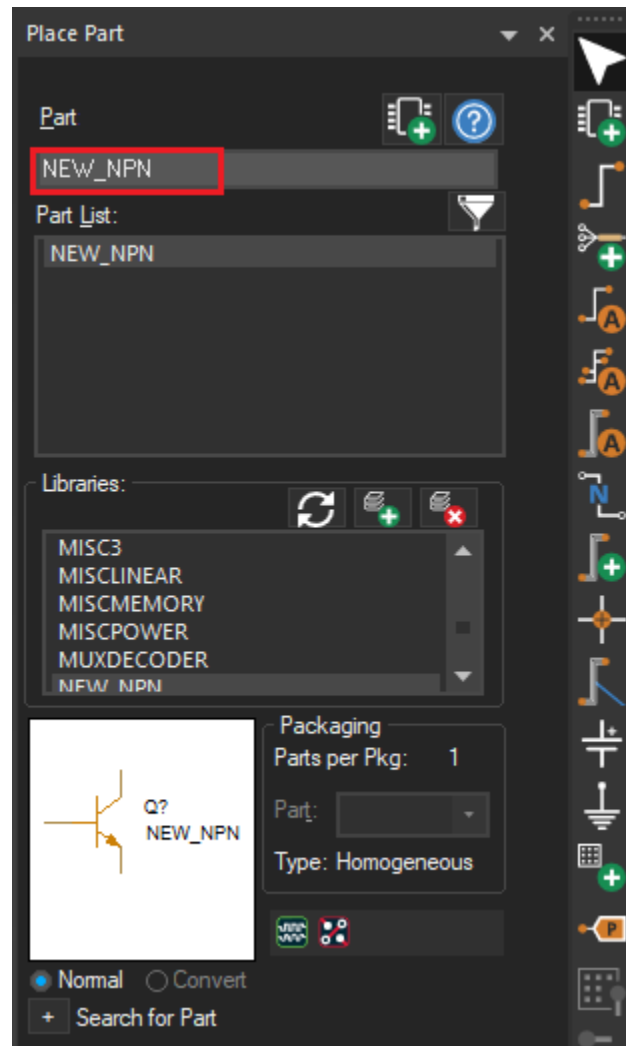 Place Part
Part
NEW_NPN
Part List:
NEW_NPN
Libraries:
MISC3
MISCLINEAR
MISCMEMORY
MISCPOWER
MUXDECODER
NEW_NPN
Packaging
Parts per Pkg: 1
Part:
Type: Homogeneous
Q?
NEW_NPN
Normal Convert
+ Search for Part
A
A
A
N
P